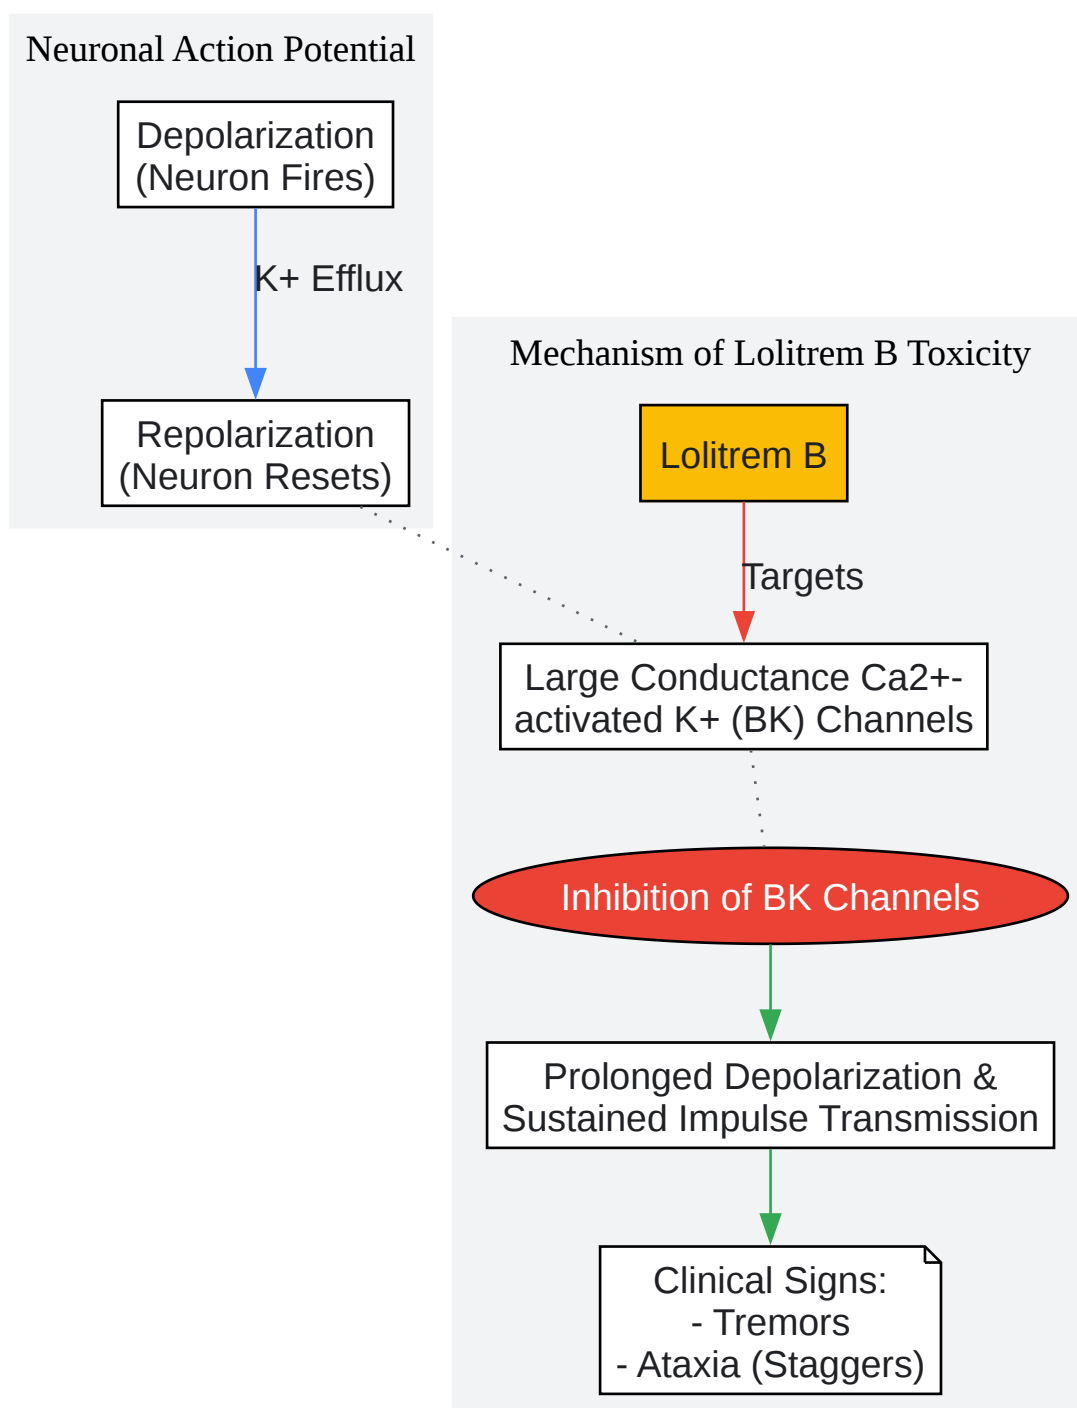 Neuronal Action Potential
Depolarization
(Neuron Fires)
K+ Efflux
Repolarization
(Neuron Resets)
Mechanism of Lolitrem B Toxicity
Lolitrem B
Targets
Large Conductance Ca2+-
activated K+ (BK) Channels
Inhibition of BK Channels
Prolonged Depolarization &
Sustained Impulse Transmission
Clinical Signs:
- Tremors
- Ataxia (Staggers)